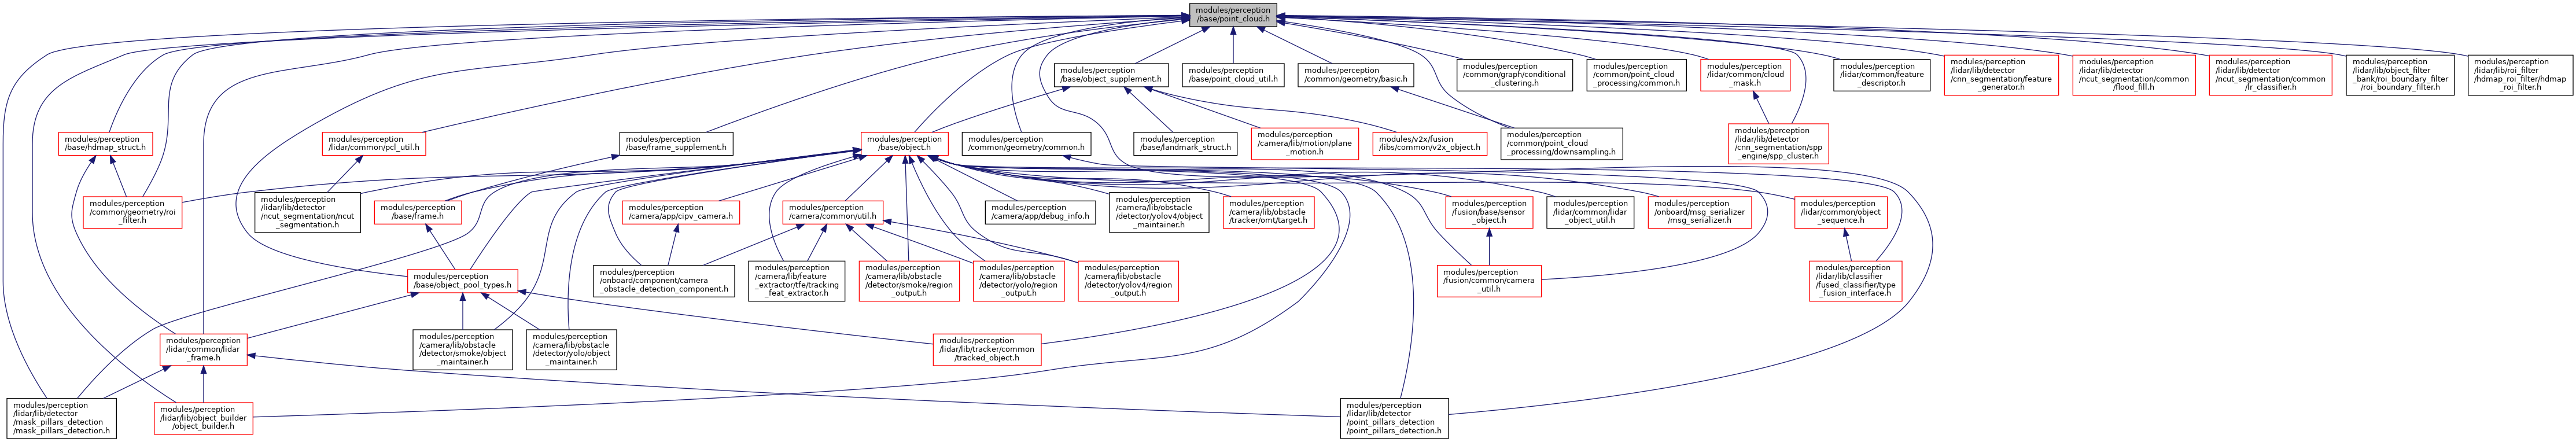 modules/perception
/base/point_cloud.h
modules/perception
/base/object_supplement.h
modules/perception
/base/point_cloud_util.h
modules/perception
/common/geometry/basic.h
modules/perception
/common/graph/conditional
_clustering.h
modules/perception
/common/point_cloud
_processing/common.h
modules/perception
/lidar/common/cloud
_mask.h
modules/perception
/lidar/common/feature
_descriptor.h
modules/perception
/lidar/lib/detector
/cnn_segmentation/feature
_generator.h
modules/perception
/lidar/lib/detector
/ncut_segmentation/common
/flood_fill.h
modules/perception
/lidar/lib/detector
/ncut_segmentation/common
/lr_classifier.h
modules/perception
/lidar/lib/object_filter
_bank/roi_boundary_filter
/roi_boundary_filter.h
modules/perception
/lidar/lib/roi_filter
/hdmap_roi_filter/hdmap
_roi_filter.h
modules/perception
/base/hdmap_struct.h
modules/perception
/lidar/common/pcl_util.h
modules/perception
/base/frame_supplement.h
modules/perception
/base/object.h
modules/perception
/common/geometry/common.h
modules/perception
/base/landmark_struct.h
modules/perception
/camera/lib/motion/plane
_motion.h
modules/v2x/fusion
/libs/common/v2x_object.h
modules/perception
/common/point_cloud
_processing/downsampling.h
modules/perception
/lidar/lib/detector
/cnn_segmentation/spp
_engine/spp_cluster.h
modules/perception
/common/geometry/roi
_filter.h
modules/perception
/lidar/lib/detector
/ncut_segmentation/ncut
_segmentation.h
modules/perception
/base/frame.h
modules/perception
/camera/app/cipv_camera.h
modules/perception
/camera/common/util.h
modules/perception
/camera/app/debug_info.h
modules/perception
/camera/lib/obstacle
/detector/yolov4/object
_maintainer.h
modules/perception
/camera/lib/obstacle
/tracker/omt/target.h
modules/perception
/fusion/base/sensor
_object.h
modules/perception
/lidar/common/lidar
_object_util.h
modules/perception
/onboard/msg_serializer
/msg_serializer.h
modules/perception
/lidar/common/object
_sequence.h
modules/perception
/base/object_pool_types.h
modules/perception
/onboard/component/camera
_obstacle_detection_component.h
modules/perception
/camera/lib/feature
_extractor/tfe/tracking
_feat_extractor.h
modules/perception
/camera/lib/obstacle
/detector/smoke/region
_output.h
modules/perception
/camera/lib/obstacle
/detector/yolo/region
_output.h
modules/perception
/camera/lib/obstacle
/detector/yolov4/region
_output.h
modules/perception
/fusion/common/camera
_util.h
modules/perception
/lidar/lib/classifier
/fused_classifier/type
_fusion_interface.h
modules/perception
/lidar/common/lidar
_frame.h
modules/perception
/camera/lib/obstacle
/detector/smoke/object
_maintainer.h
modules/perception
/camera/lib/obstacle
/detector/yolo/object
_maintainer.h
modules/perception
/lidar/lib/tracker/common
/tracked_object.h
modules/perception
/lidar/lib/detector
/mask_pillars_detection
/mask_pillars_detection.h
modules/perception
/lidar/lib/object_builder
/object_builder.h
modules/perception
/lidar/lib/detector
/point_pillars_detection
/point_pillars_detection.h